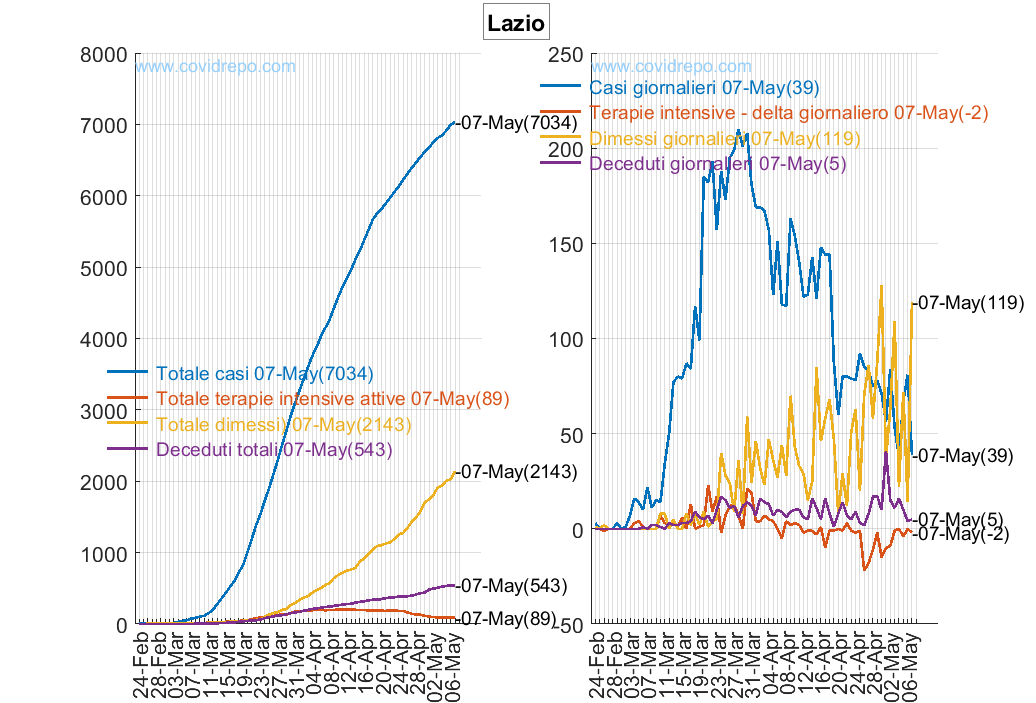 Lazio
8000
7000
6000
5000
4000
3000
2000
1000
0
www.covidrepo.com
07-May(7034)
Totale casi 07-May(7034)
Totale terapie intensive attive 07-May(89)
Totale dimessi) 07-May(2143)
Deceduti totali 07-May(543)
07-May(2143)
07-May(543)
07-May(89)
24-Feb
28-Feb
03-Mar
07-Mar
11-Mar
15-Mar
19-Mar
23-Mar
27-Mar
31-Mar
04-Apr
08-Apr
12-Apr
16-Apr
20-Apr
24-Apr
28-Apr
02-May
06-May
250
200
150
100
50
0
-50
www.covidrepo.com
Casi giornalieri 07-May(39)
Terapie intensive - delta giornaliero 07-May(-2)
Dimessi giornalieri 07-May(119)
Deceduti giornalieri 07-May(5)
07-May(119)
07-May(39)
07-May(5)
07-May(-2)
24-Feb
28-Feb
03-Mar
07-Mar
11-Mar
15-Mar
19-Mar
23-Mar
27-Mar
31-Mar
04-Apr
08-Apr
12-Apr
16-Apr
20-Apr
24-Apr
28-Apr
02-May
06-May